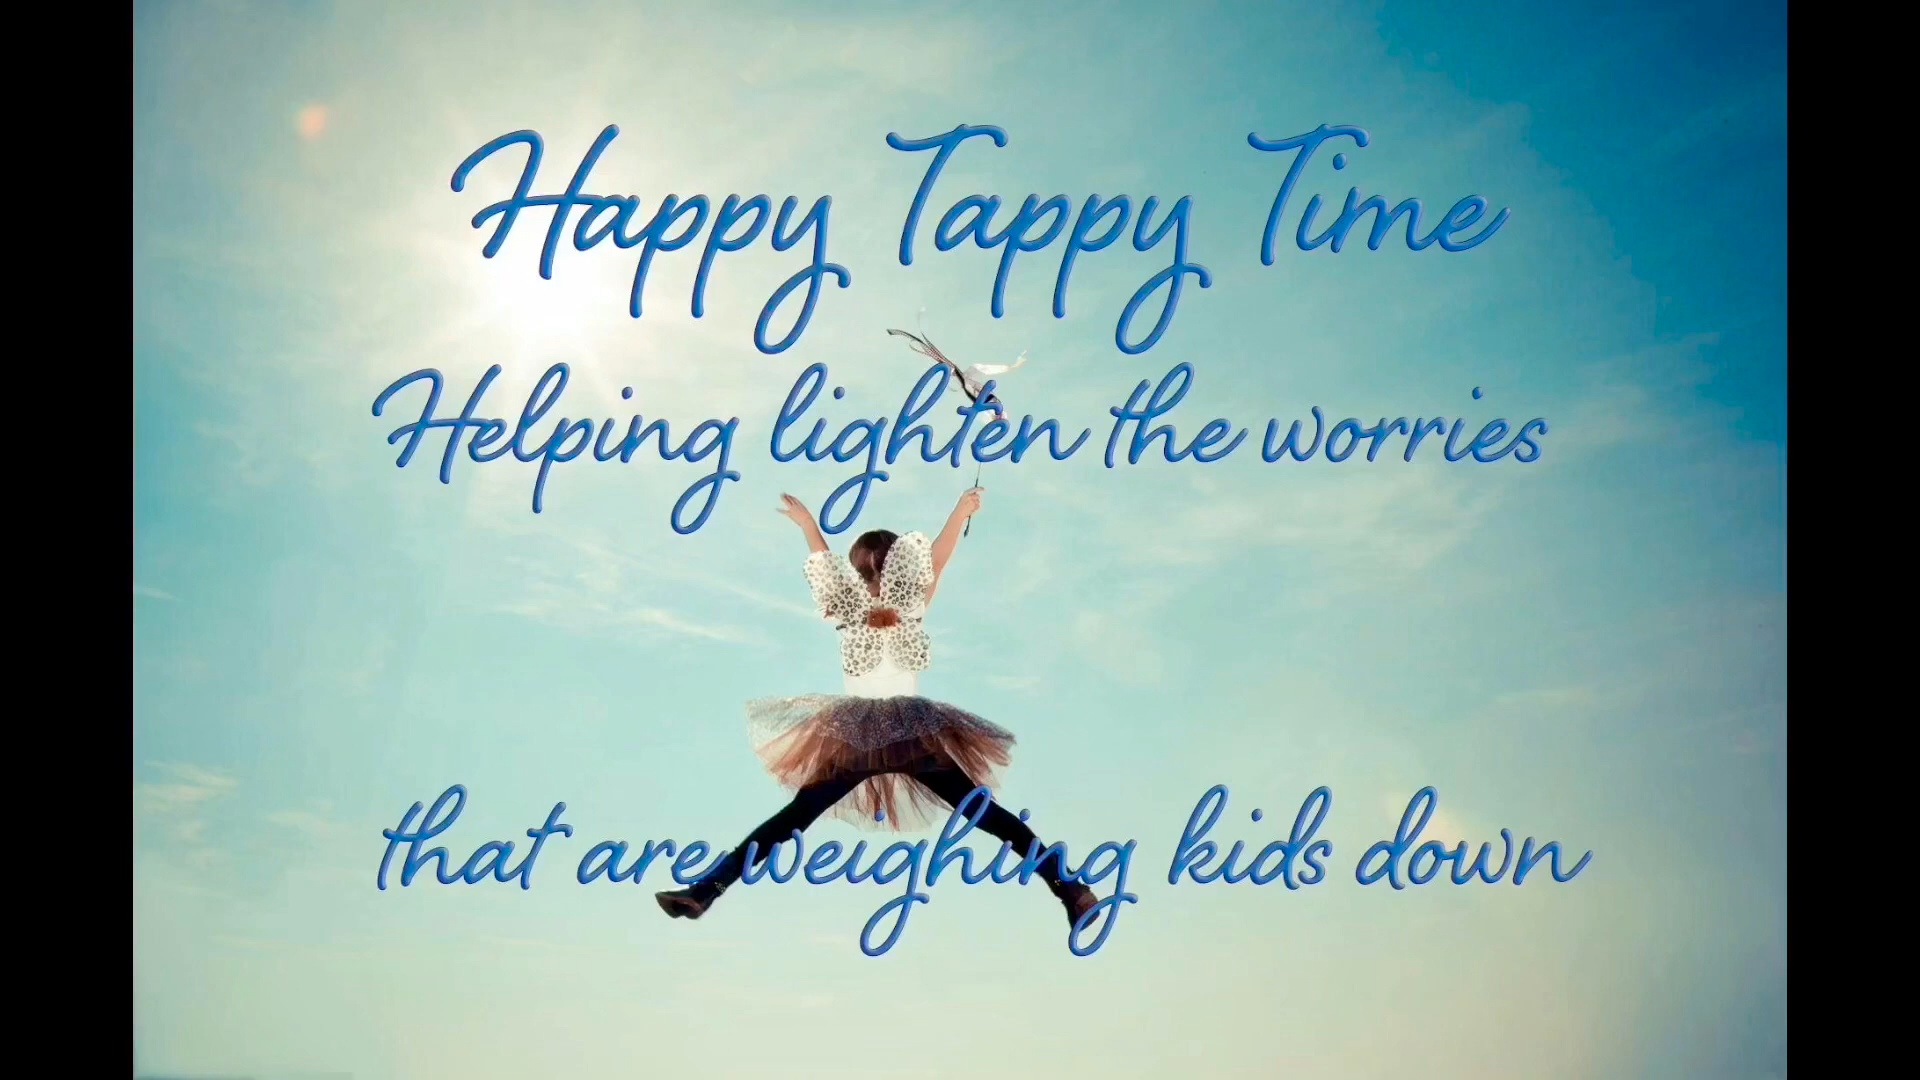 Happy Tappy Time
Helping lighten the worries
that are weighing kids down